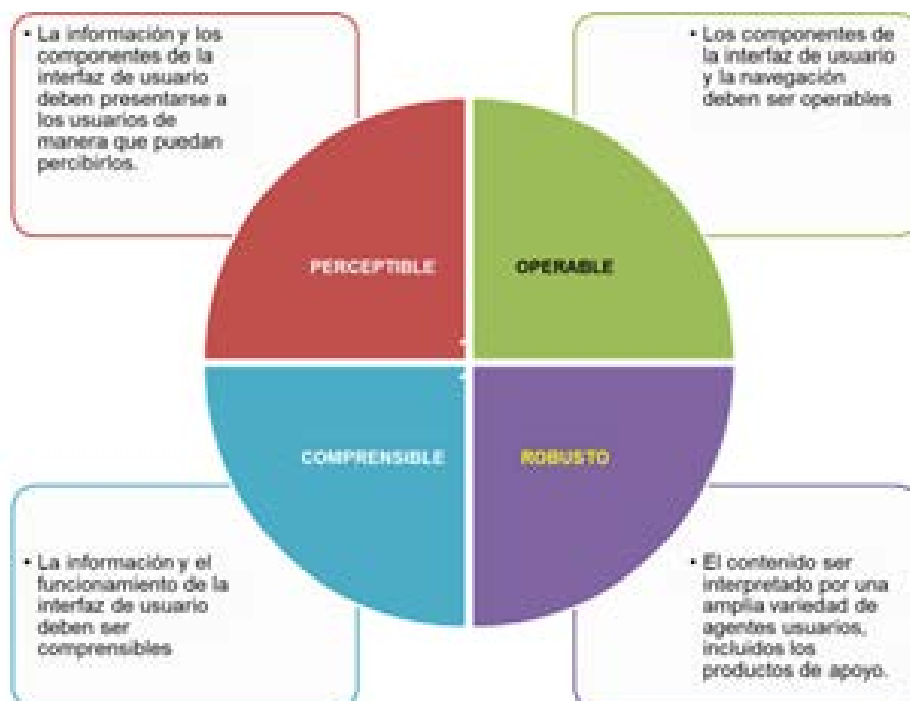 • La información y los
componentes de la
interfaz de usuario
deben presentarse a
los usuarios de
manera que puedan
percibirlos.
• Los componentes de
la interfaz de usuario
y la navegación
deben ser operables
PERCEPTIBLE
OPERABLE
COMPRENSIBLE
ROBUSTO
• La información y el
funcionamiento de la
interfaz de usuario
deben ser
comprensibles
• El contenido ser
interpretado por una
amplia variedad de
agentes usuarios,
incluidos los
productos de apoyo.